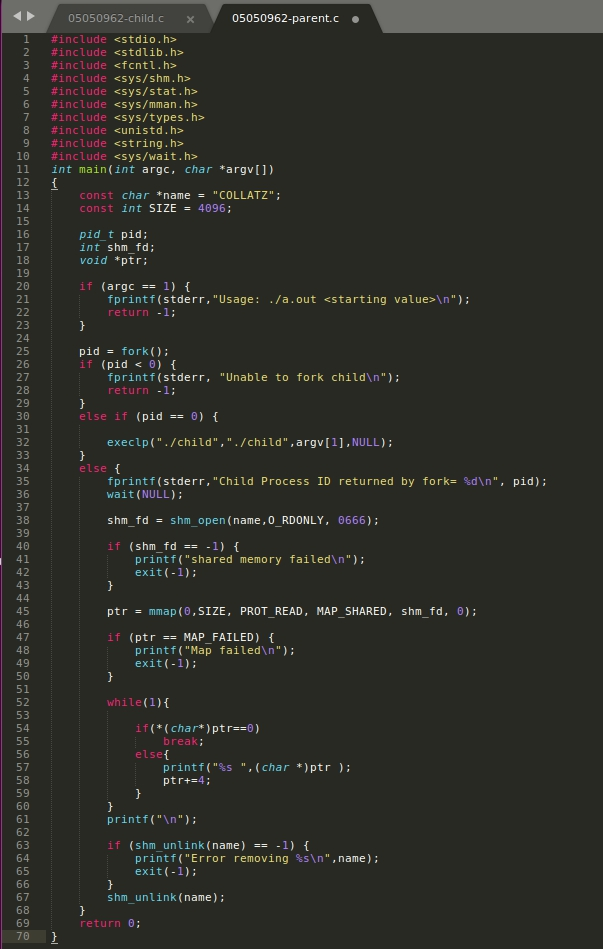 05050962-child.c × 05050962-parent.c
1 #include <stdio.h>
2 #include <stdlib.h>
3 #include <fcntl.h>
4 #include <sys/shm.h>
5 #include <sys/stat.h>
6 #include <sys/mman.h>
7 #include <sys/types.h>
8 #include <unistd.h>
9 #include <string.h>
10 #include <sys/wait.h>
11 int main(int argc, char *argv[])
12 {
13     const char *name = "COLLATZ";
14     const int SIZE = 4096;
15
16     pid_t pid;
17     int shm_fd;
18     void *ptr;
19
20     if (argc == 1) {
21         fprintf(stderr,"Usage: ./a.out <starting value>\n");
22         return -1;
23     }
24
25     pid = fork();
26     if (pid < 0) {
27         fprintf(stderr, "Unable to fork child\n");
28         return -1;
29     }
30     else if (pid == 0) {
31
32         execlp("./child","./child",argv[1],NULL);
33     }
34     else {
35         fprintf(stderr,"Child Process ID returned by fork= %d\n", pid);
36         wait(NULL);
37
38         shm_fd = shm_open(name,O_RDONLY, 0666);
39
40         if (shm_fd == -1) {
41             printf("shared memory failed\n");
42             exit(-1);
43         }
44
45         ptr = mmap(0,SIZE, PROT_READ, MAP_SHARED, shm_fd, 0);
46
47         if (ptr == MAP_FAILED) {
48             printf("Map failed\n");
49             exit(-1);
50         }
51
52         while(1){
53
54             if(*(char*)ptr==0)
55                 break;
56             else{
57                 printf("%s ",(char *)ptr );
58                 ptr+=4;
59             }
60         }
61         printf("\n");
62
63         if (shm_unlink(name) == -1) {
64             printf("Error removing %s\n",name);
65             exit(-1);
66         }
67         shm_unlink(name);
68     }
69     return 0;
70 }